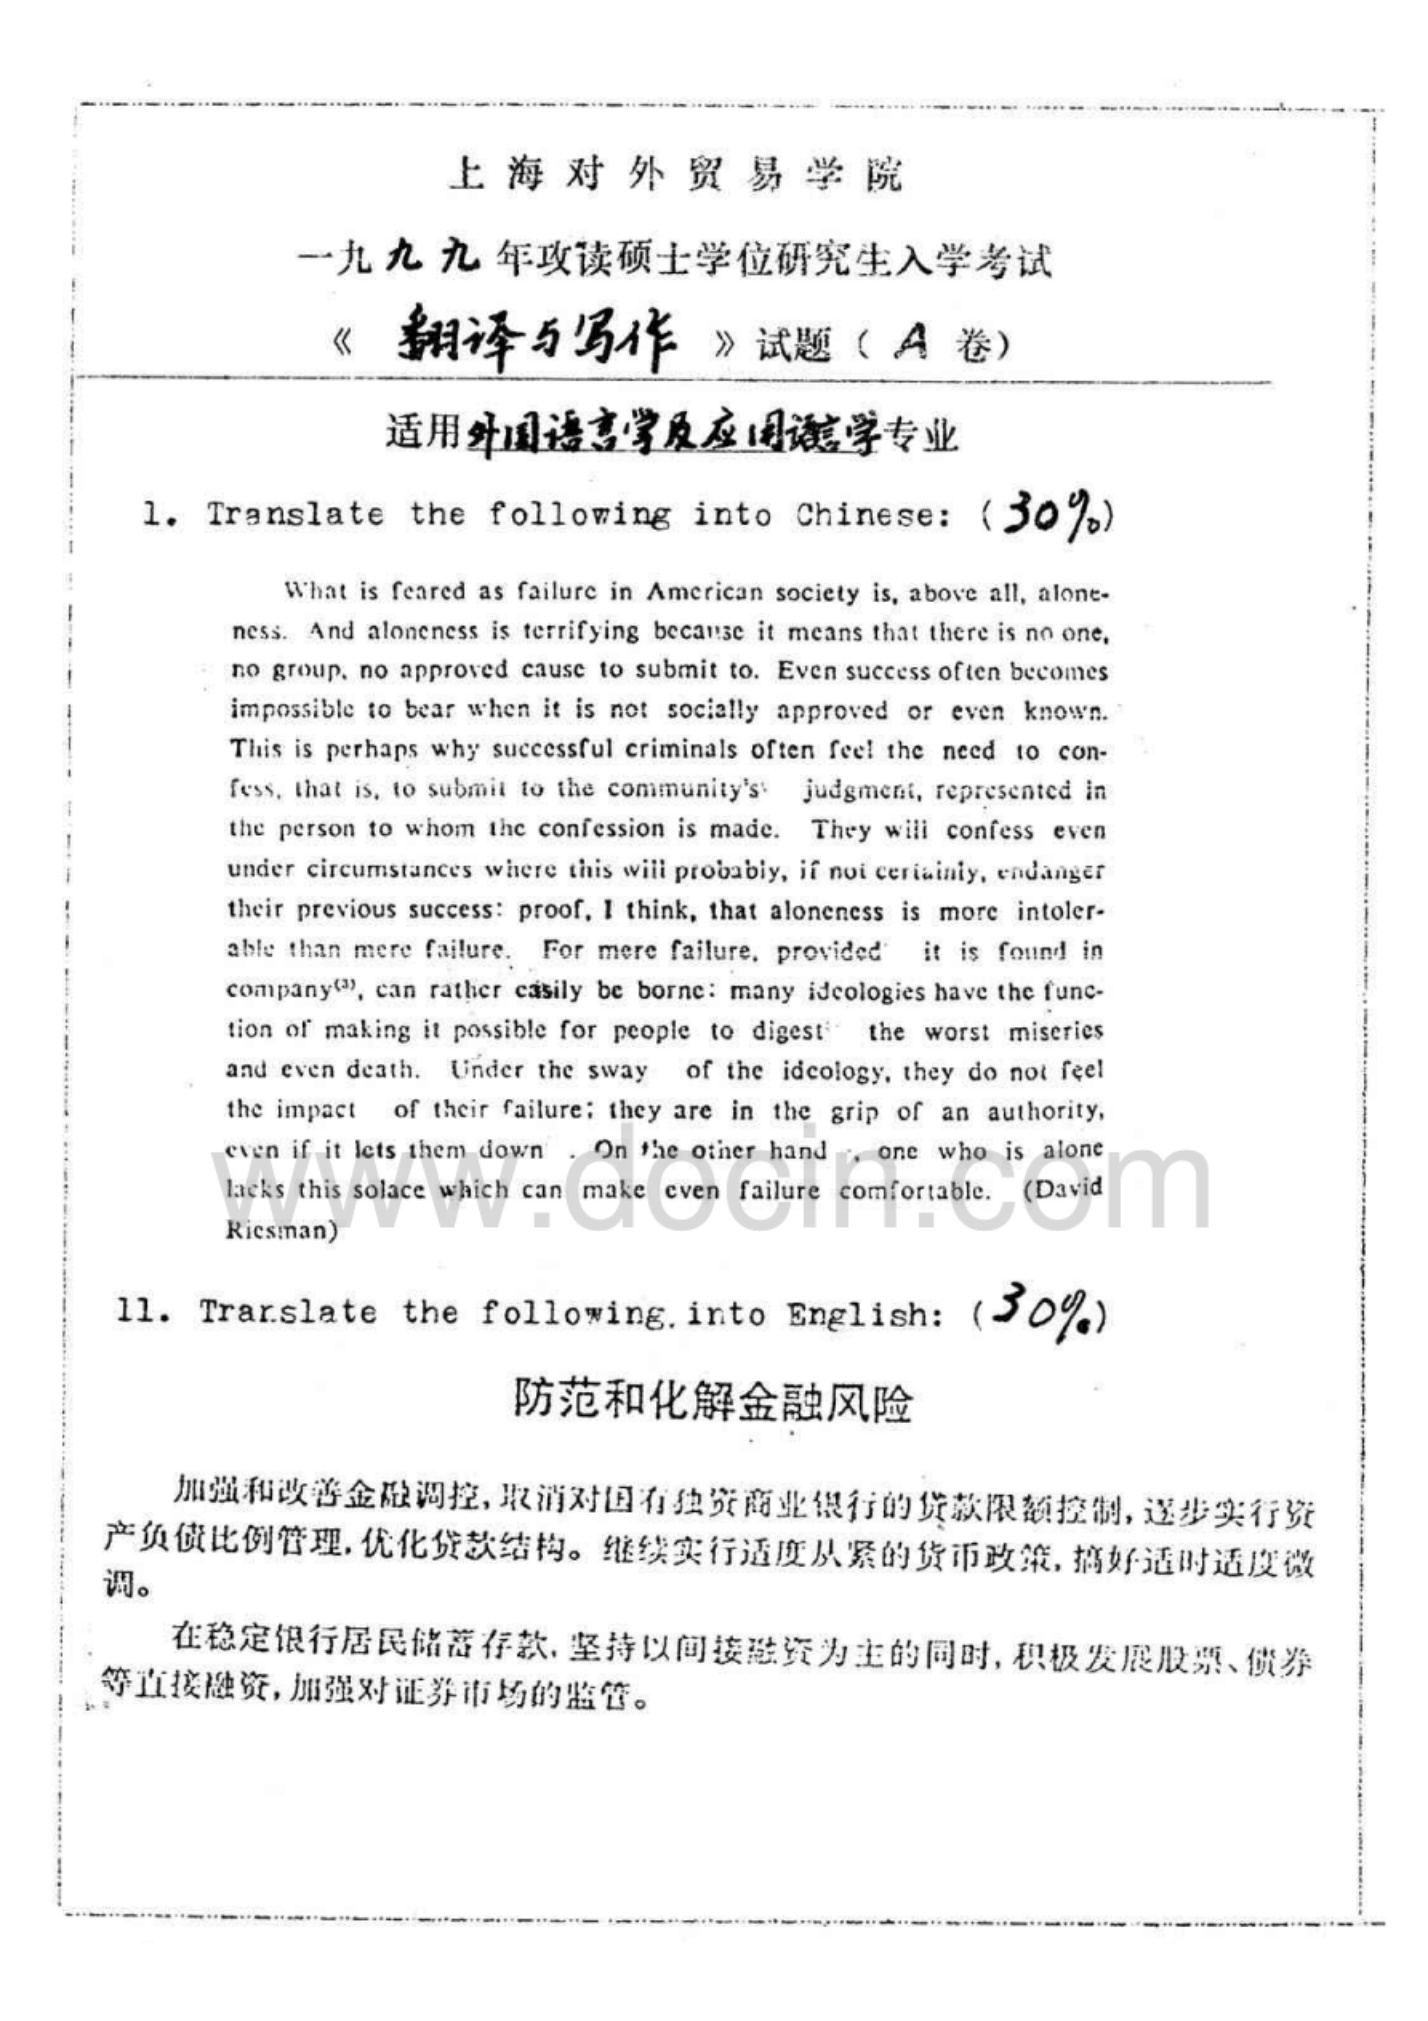 上海对外贸易学院
一九九九年攻读硕士学位研究生入学考试
《 翻译与写作 》试题（ A 卷）
适用外国语言学及应用语言学专业
1. Translate the following into Chinese: (30%)
What is feared as failure in American society is, above all, alone-
ness. And aloneness is terrifying because it means that there is no one,
no group, no approved cause to submit to. Even success often becomes
impossible to bear when it is not socially approved or even known.
This is perhaps why successful criminals often feel the need to con-
fess, that is, to submit to the community's judgment, represented in
the person to whom the confession is made. They will confess even
under circumstances where this will probably, if not certainly, endanger
their previous success: proof, I think, that aloneness is more intoler-
able than mere failure. For mere failure, provided it is found in
company(3), can rather easily be borne: many ideologies have the func-
tion of making it possible for people to digest the worst miseries
and even death. Under the sway of the ideology, they do not feel
the impact of their failure; they are in the grip of an authority,
even if it lets them down . On the other hand , one who is alone
lacks this solace which can make even failure comfortable. (David
Riesman)
www.docin.com
11. Translate the following into English: (30%)
防范和化解金融风险
加强和改善金融调控，取消对国有独资商业银行的贷款限额控制，逐步实行资
产负债比例管理，优化贷款结构。继续实行适度从紧的货币政策，搞好适时适度微
调。
在稳定银行居民储蓄存款，坚持以间接融资为主的同时，积极发展股票、债券
等直接融资，加强对证券市场的监管。